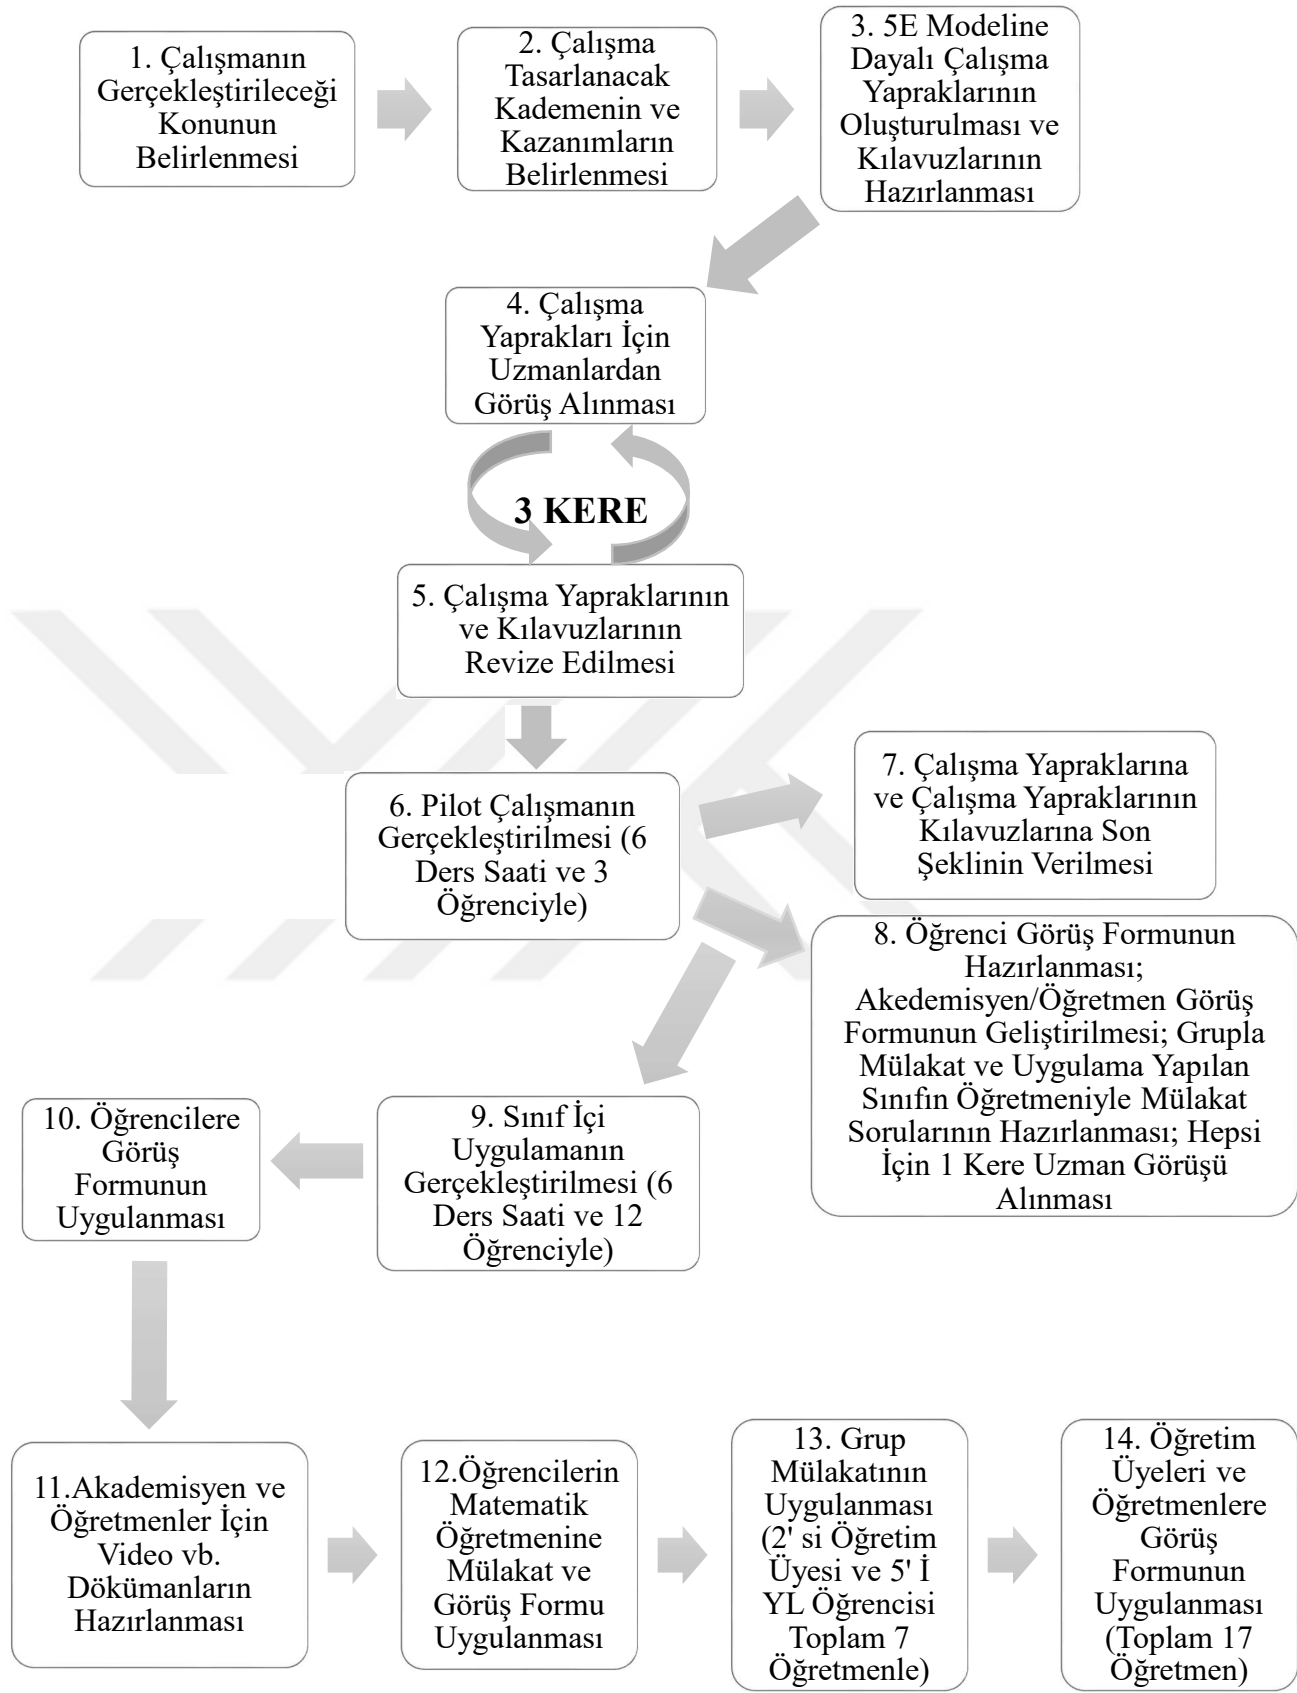 1. Çalışmanın
Gerçekleştirileceği
Konunun
Belirlenmesi
2. Çalışma
Tasarlanacak
Kademenin ve
Kazanımların
Belirlenmesi
3. 5E Modeline
Dayalı Çalışma
Yapraklarının
Oluşturulması ve
Kılavuzlarının
Hazırlanması
4. Çalışma
Yaprakları İçin
Uzmanlardan
Görüş Alınması
3 KERE
5. Çalışma Yapraklarının
ve Kılavuzlarının
Revize Edilmesi
6. Pilot Çalışmanın
Gerçekleştirilmesi (6
Ders Saati ve 3
Öğrenciyle)
7. Çalışma Yapraklarına
ve Çalışma Yapraklarının
Kılavuzlarına Son
Şeklinin Verilmesi
8. Öğrenci Görüş Formunun
Hazırlanması;
Akedemisyen/Öğretmen Görüş
Formunun Geliştirilmesi; Grupla
Mülakat ve Uygulama Yapılan
Sınıfın Öğretmeniyle Mülakat
Sorularının Hazırlanması; Hepsi
İçin 1 Kere Uzman Görüşü
Alınması
9. Sınıf İçi
Uygulamanın
Gerçekleştirilmesi (6
Ders Saati ve 12
Öğrenciyle)
10. Öğrencilere
Görüş
Formunun
Uygulanması
11.Akademisyen ve
Öğretmenler İçin
Video vb.
Dökümanların
Hazırlanması
12.Öğrencilerin
Matematik
Öğretmenine
Mülakat ve
Görüş Formu
Uygulanması
13. Grup
Mülakatının
Uygulanması
(2' si Öğretim
Üyesi ve 5' İ
YL Öğrencisi
Toplam 7
Öğretmenle)
14. Öğretim
Üyeleri ve
Öğretmenlere
Görüş
Formunun
Uygulanması
(Toplam 17
Öğretmen)